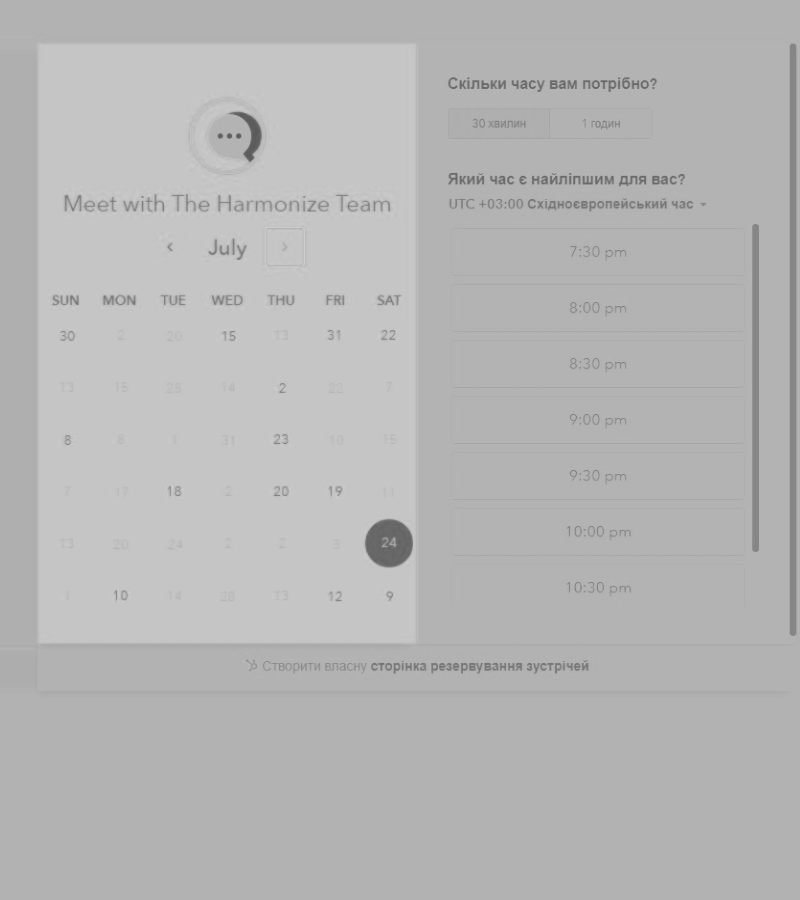 Meet with The Harmonize Team
July
SUN MON TUE WED THU FRI SAT
30 2 20 15 13 31 22
13 15 25 14 2 22 7
8 6 1 31 23 10 15
7 17 18 2 20 19 11
13 20 24 2 2 3 24
1 10 14 28 13 12 9
Скільки часу вам потрібно?
30 хвилин 1 годин
Який час є найліпшим для вас?
UTC +03:00 Східноєвропейський час
7:30 pm
8:00 pm
8:30 pm
9:00 pm
9:30 pm
10:00 pm
10:30 pm
Створити власну сторінка резервування зустрічей